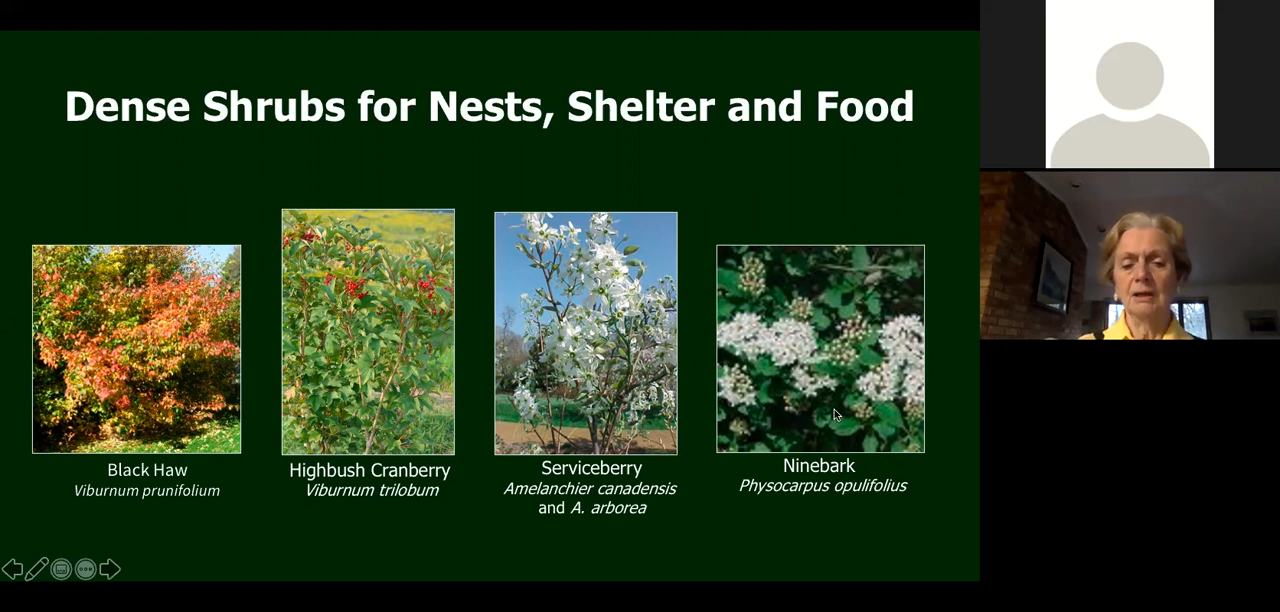 Dense Shrubs for Nests, Shelter and Food
Black Haw
Viburnum prunifolium
Highbush Cranberry
Viburnum trilobum
Serviceberry
Amelanchier canadensis
and A. arborea
Ninebark
Physocarpus opulifolius